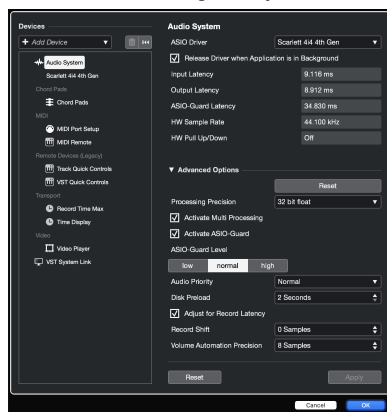 Devices
+ Add Device
Audio System
Scarlett 4i4 4th Gen
Chord Pads
Chord Pads
MIDI
MIDI Port Setup
MIDI Remote
Remote Devices (Legacy)
Track Quick Controls
VST Quick Controls
Transport
Record Time Max
Time Display
Video
Video Player
VST System Link
Audio System
ASIO Driver Scarlett 4i4 4th Gen
Release Driver when Application is in Background
Input Latency 9.116 ms
Output Latency 8.912 ms
ASIO-Guard Latency 34.830 ms
HW Sample Rate 44.100 kHz
HW Pull Up/Down Off
Advanced Options
Reset
Processing Precision 32 bit float
Activate Multi Processing
Activate ASIO-Guard
ASIO-Guard Level
low normal high
Audio Priority Normal
Disk Preload 2 Seconds
Adjust for Record Latency
Record Shift 0 Samples
Volume Automation Precision 8 Samples
Reset Apply
Cancel OK